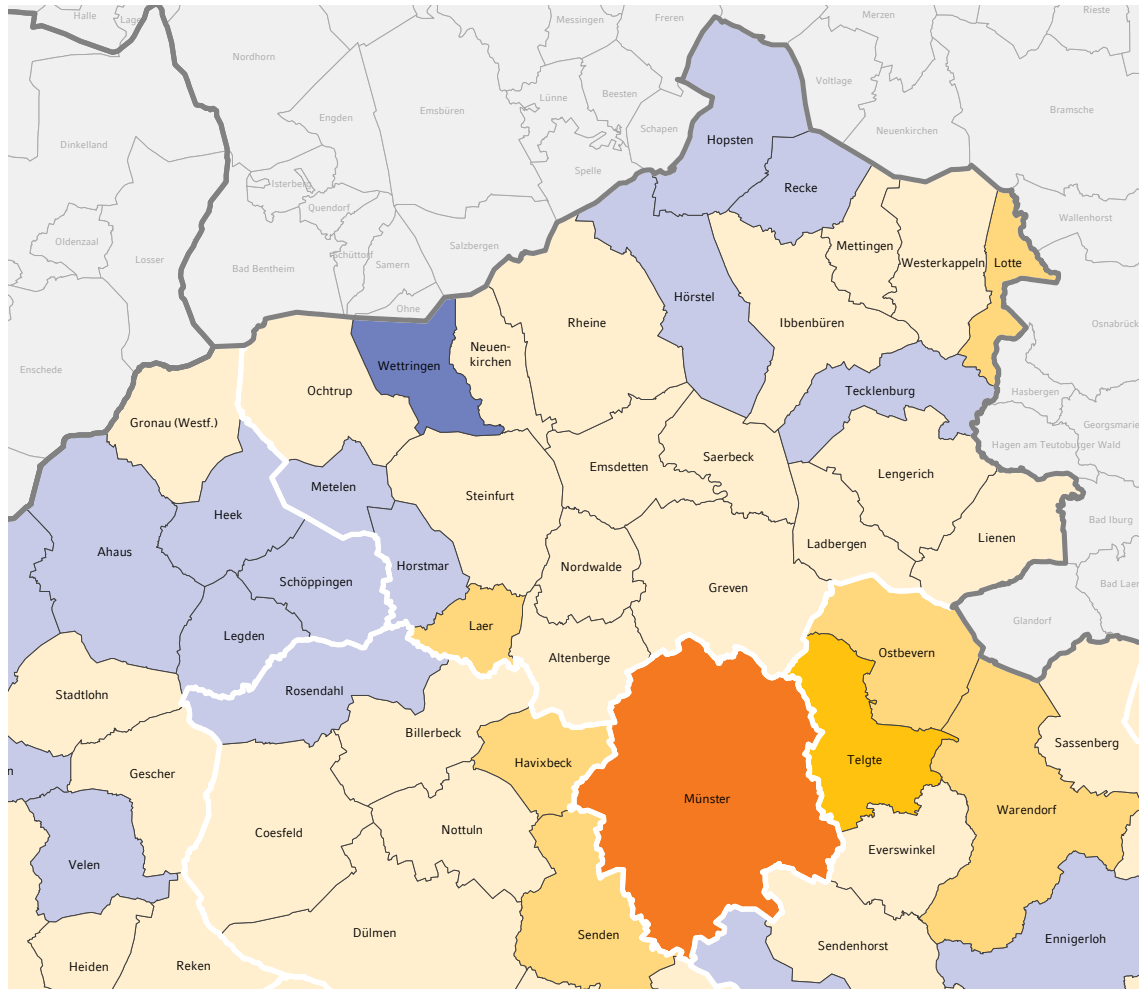 Halle
Lage
Messingen
Freren
Merzen
Rieste
Nordhorn
Voltlage
Lünne
Beesten
Emsbüren
Bramsche
Engden
Schapen
Neuenkirchen
Dinkelland
Hopsten
Spelle
Isterberg
Recke
Quendorf
Wallenhorst
Oldenzaal
Salzbergen
Mettingen
Losser
Schüttorf
Samern
Bad Bentheim
Westerkappeln
Lotte
Hörstel
Ohne
Rheine
Ibbenbüren
Osnabrück
Neuen-
kirchen
Wettringen
Enschede
Ochtrup
Tecklenburg
Hasbergen
Gronau (Westf.)
Georgsmarie
Hagen am Teutoburger Wald
Saerbeck
Emsdetten
Lengerich
Metelen
Steinfurt
Heek
Bad Iburg
Lienen
Ladbergen
Ahaus
Horstmar
Nordwalde
Schöppingen
Greven
Bad Laer
Glandorf
Laer
Legden
Ostbevern
Altenberge
Rosendahl
Stadtlohn
Billerbeck
Sassenberg
Telgte
Havixbeck
n
Gescher
Münster
Warendorf
Nottuln
Coesfeld
Everswinkel
Velen
Dülmen
Senden
Ennigerloh
Sendenhorst
Heiden
Reken